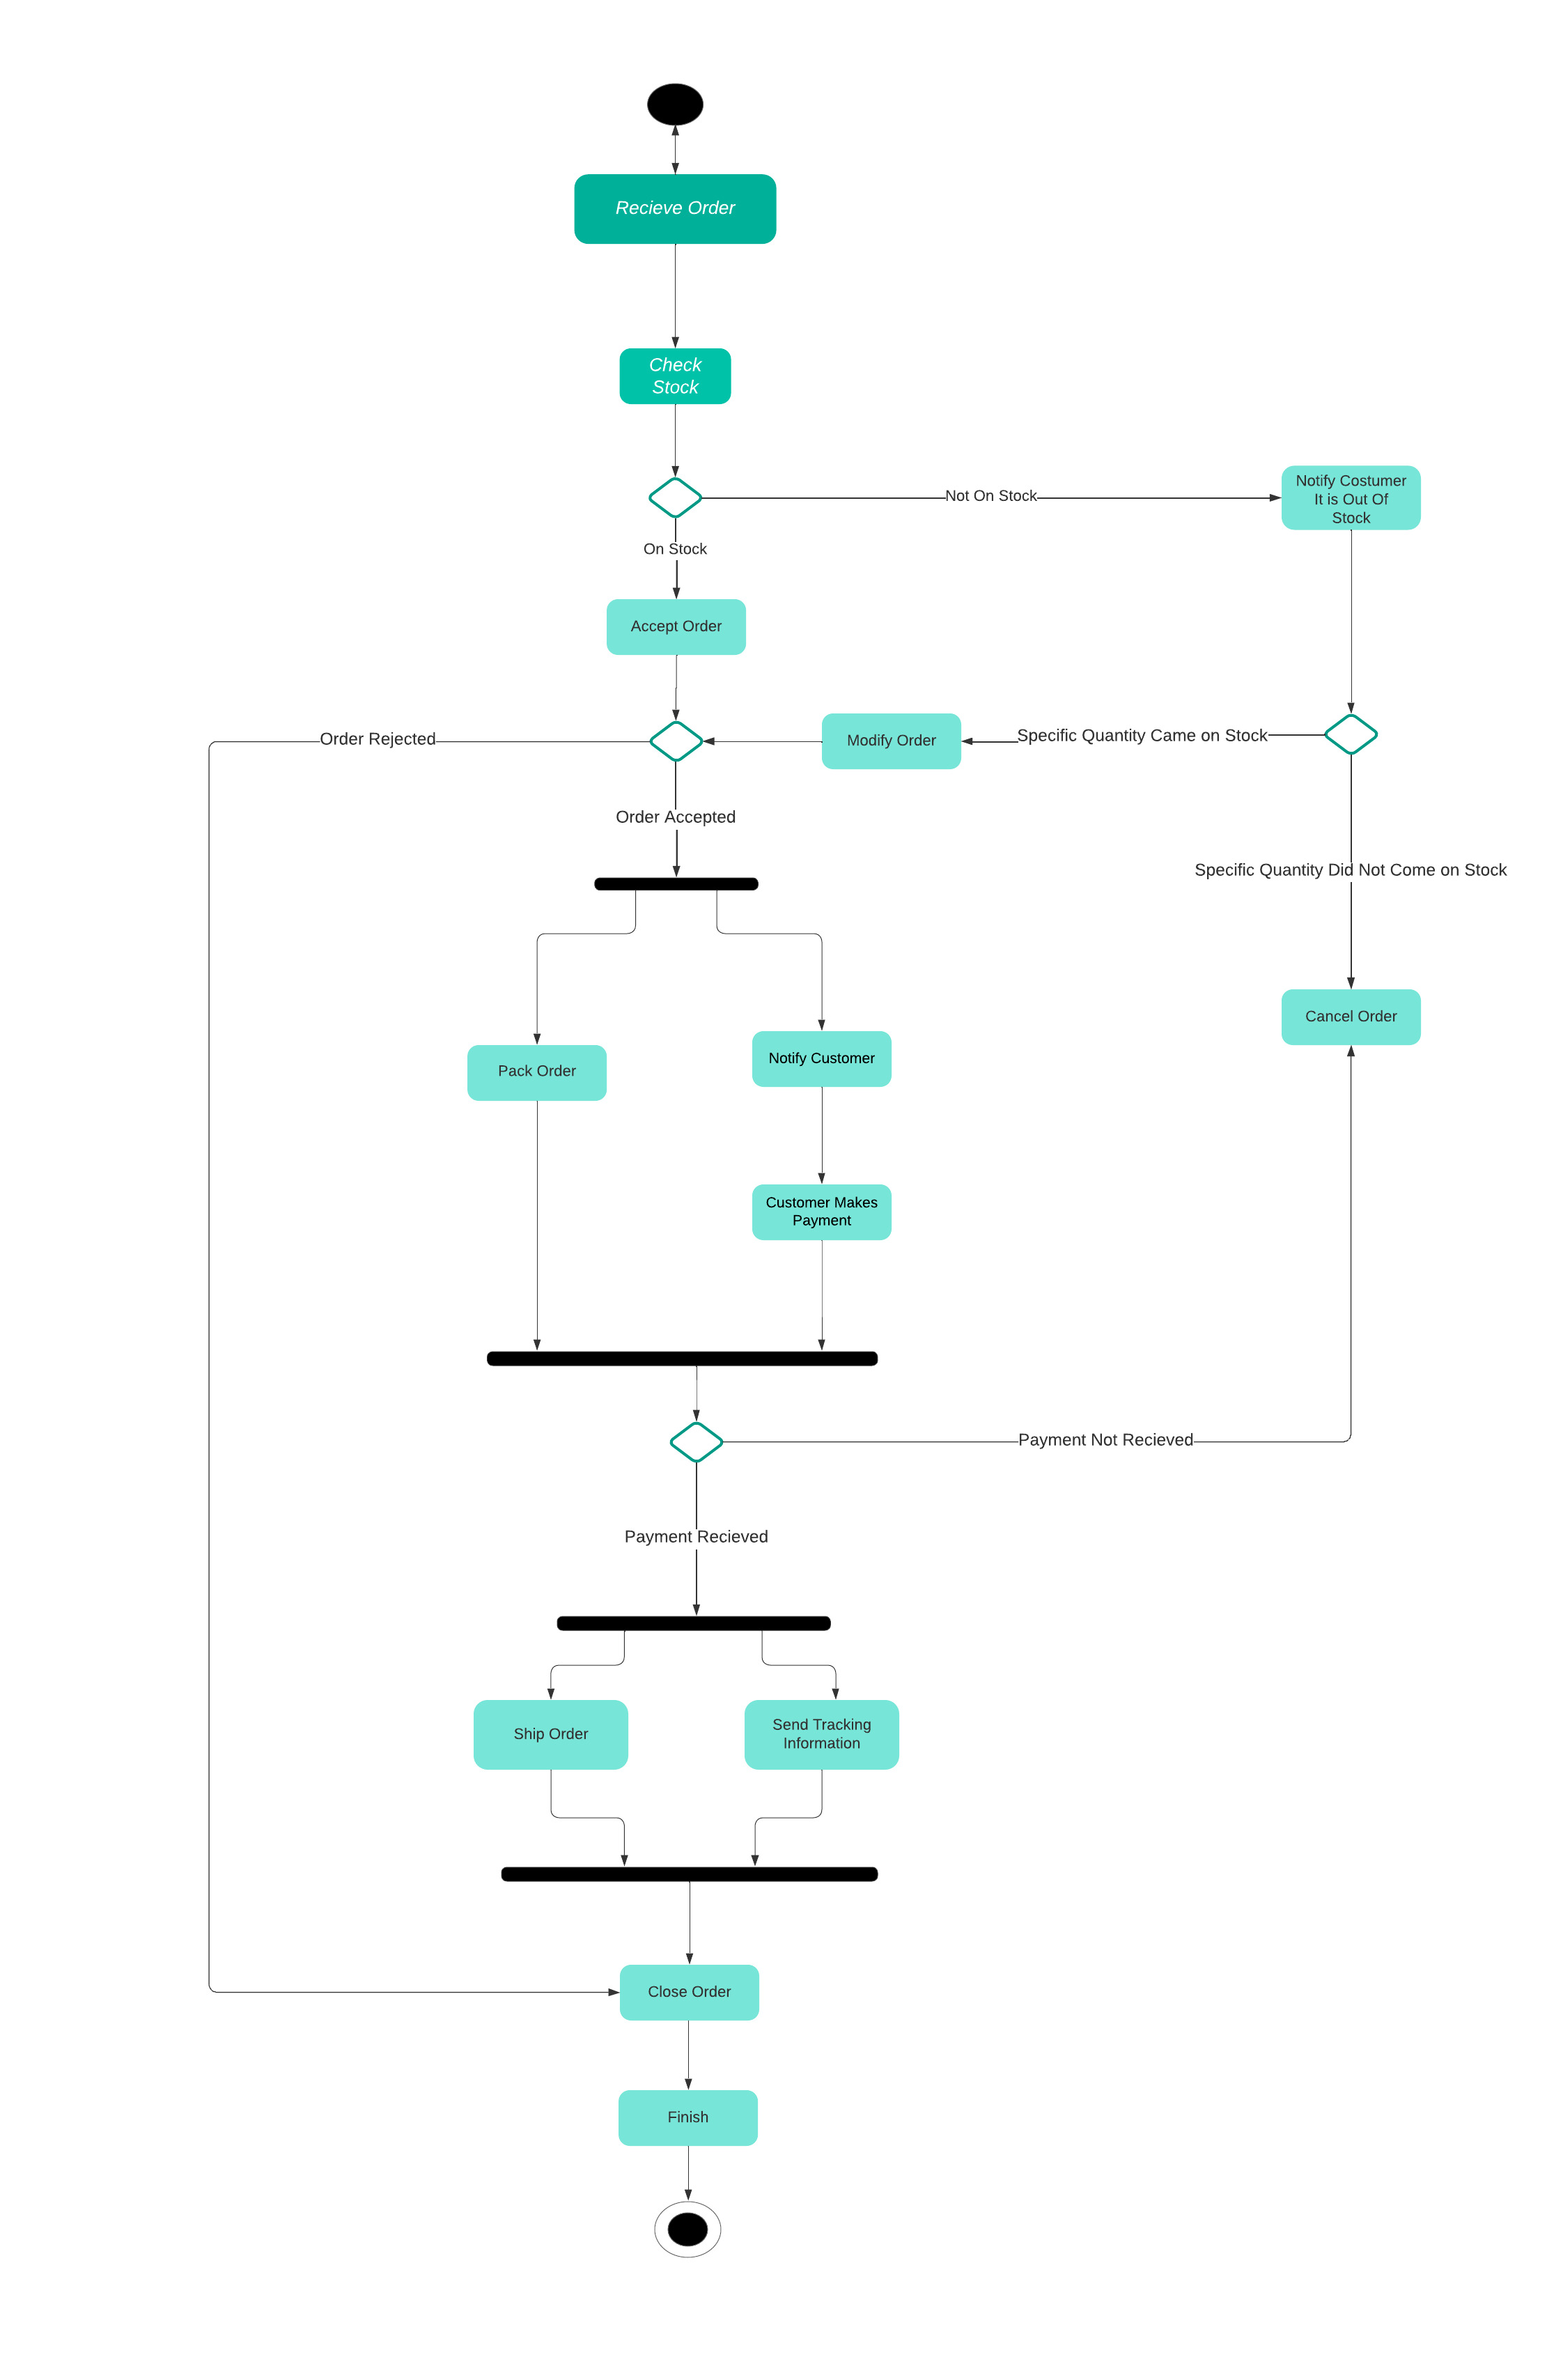 Recieve Order
Check
Stock
Not On Stock
Notify Costumer
It is Out Of
Stock
On Stock
Accept Order
Order Rejected
Modify Order
Specific Quantity Came on Stock
Order Accepted
Specific Quantity Did Not Come on Stock
Cancel Order
Pack Order
Notify Customer
Customer Makes
Payment
Payment Not Recieved
Payment Recieved
Ship Order
Send Tracking
Information
Close Order
Finish